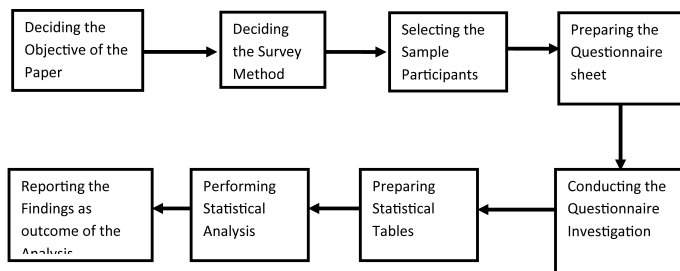 Deciding the
Objective of the
Paper
Deciding
the Survey
Method
Selecting the
Sample
Participants
Preparing the
Questionnaire
sheet
Conducting the
Questionnaire
Investigation
Preparing
Statistical
Tables
Performing
Statistical
Analysis
Reporting the
Findings as
outcome of the
Analysis